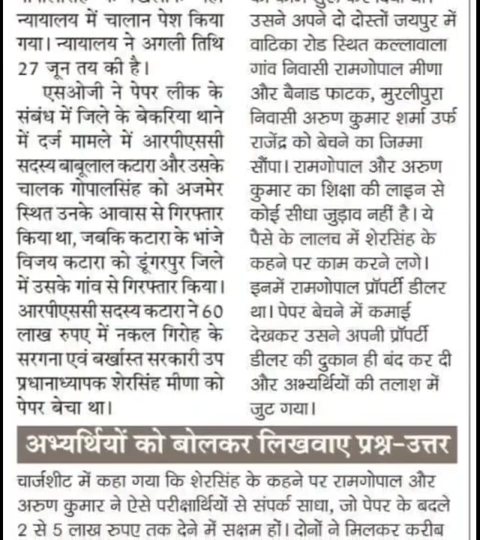 न्यायालय में चालान पेश किया
गया। न्यायालय ने अगली तिथि
27 जून तय की है।
एसओजी ने पेपर लीक के
संबंध में जिले के बेकरिया थाने
में दर्ज मामले में आरपीएससी
सदस्य बाबूलाल कटारा और उसके
चालक गोपालसिंह को अजमेर
स्थित उनके आवास से गिरफ्तार
किया था, जबकि कटारा के भांजे
विजय कटारा को डूंगरपुर जिले
में उसके गांव से गिरफ्तार किया।
आरपीएससी सदस्य कटारा ने 60
लाख रुपए में नकल गिरोह के
सरगना एवं बर्खास्त सरकारी उप
प्रधानाध्यापक शेरसिंह मीणा को
पेपर बेचा था।
उसने अपने दो दोस्तों जयपुर में
वाटिका रोड स्थित कल्लावाला
गांव निवासी रामगोपाल मीणा
और बैनाड फाटक, मुरलीपुरा
निवासी अरुण कुमार शर्मा उर्फ
राजेंद्र को बेचने का जिम्मा
सौंपा। रामगोपाल और अरुण
कुमार का शिक्षा की लाइन से
कोई सीधा जुड़ाव नहीं है। ये
पैसे के लालच में शेरसिंह के
कहने पर काम करने लगे।
इनमें रामगोपाल प्रॉपर्टी डीलर
था। पेपर बेचने में कमाई
देखकर उसने अपनी प्रॉपर्टी
डीलर की दुकान ही बंद कर दी
और अभ्यर्थियों की तलाश में
जुट गया।
अभ्यर्थियों को बोलकर लिखवाए प्रश्न-उत्तर
चार्जशीट में कहा गया कि शेरसिंह के कहने पर रामगोपाल और
अरुण कुमार ने ऐसे परीक्षार्थियों से संपर्क साधा, जो पेपर के बदले
2 से 5 लाख रुपए तक देने में सक्षम हों। दोनों ने मिलकर करीब